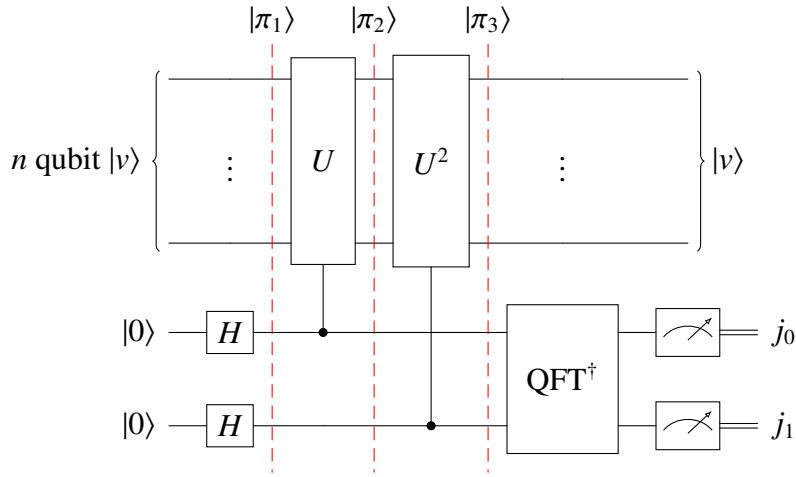 |π₁⟩ |π₂⟩ |π₃⟩
n qubit |v⟩ ⋮ U U² ⋮ |v⟩
|0⟩ H j₀
QFT†
|0⟩ H j₁